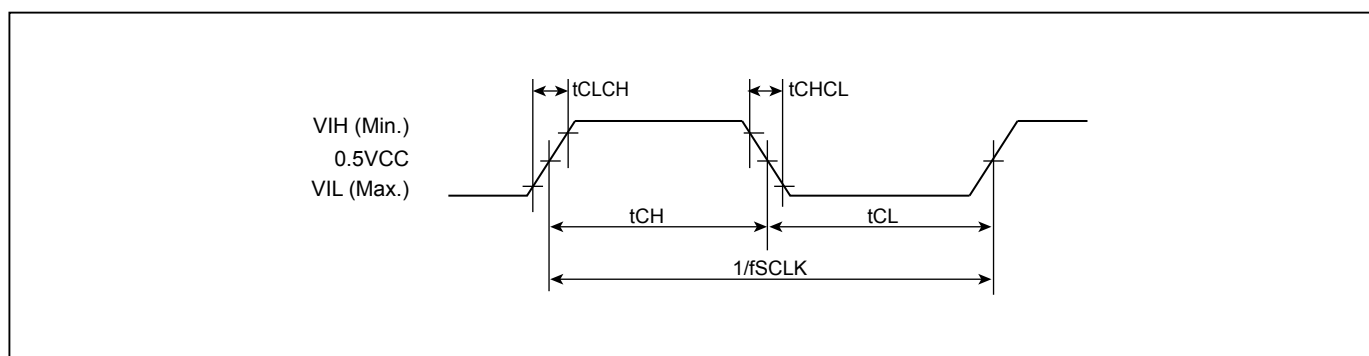 tCLCH
tCHCL
VIH (Min.)
0.5VCC
VIL (Max.)
tCH
tCL
1/fSCLK